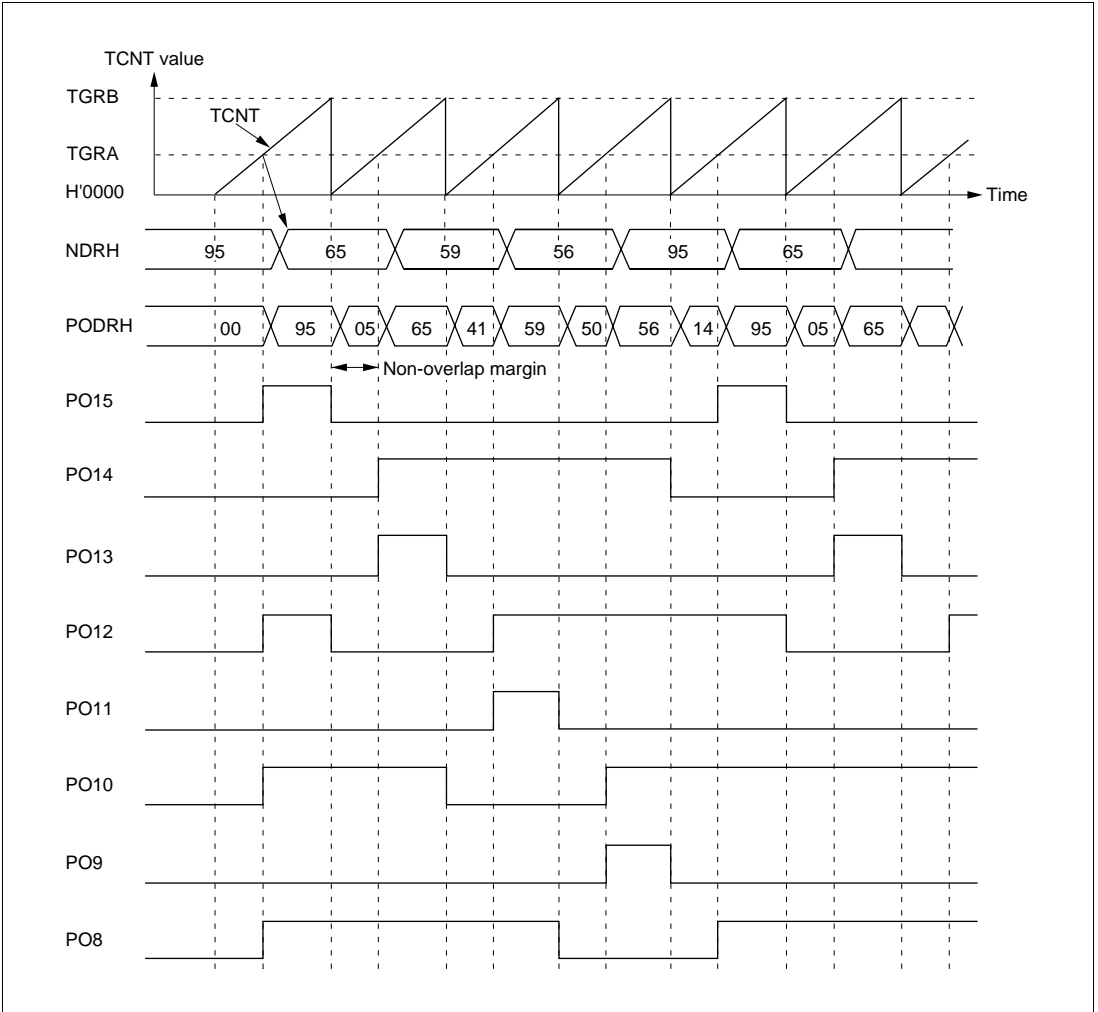 TCNT value
TGRB
TCNT
TGRA
H'0000
Time
NDRH 95 65 59 56 95 65
PODRH 00 95 05 65 41 59 50 56 14 95 05 65
Non-overlap margin
PO15
PO14
PO13
PO12
PO11
PO10
PO9
PO8